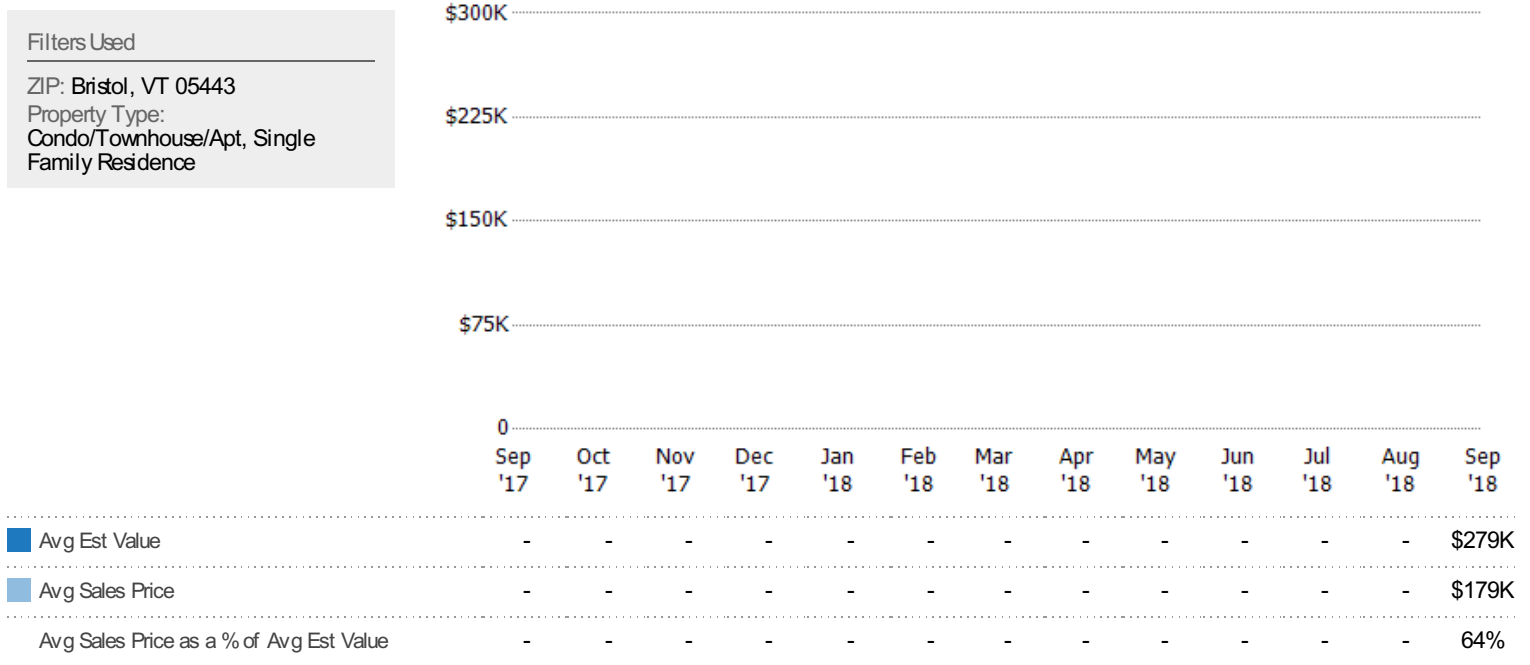 Filters Used
ZIP: Bristol, VT 05443
Property Type:
Condo/Townhouse/Apt, Single
Family Residence
$300K
$225K
$150K
$75K
0
Sep Oct Nov Dec Jan Feb Mar Apr May Jun Jul Aug Sep
'17 '17 '17 '17 '18 '18 '18 '18 '18 '18 '18 '18 '18
Avg Est Value - - - - - - - - - - - - $279K
Avg Sales Price - - - - - - - - - - - - $179K
Avg Sales Price as a % of Avg Est Value - - - - - - - - - - - - 64%